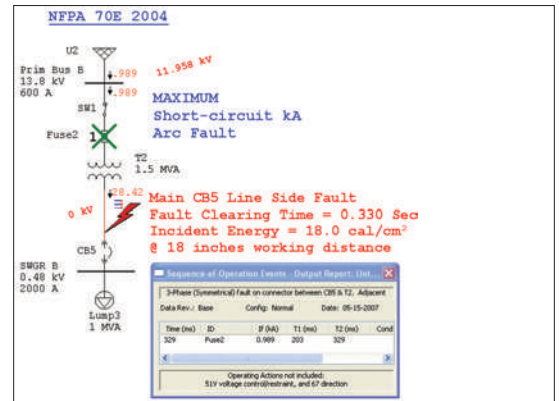 NFPA 70E 2004
U2
Prim Bus B
13.8 kV
600 A
.989
11.958 kV
.989
SW1
MAXIMUM
Short-circuit kA
Arc Fault
Fuse2
1
T2
1.5 MVA
28.42
0 kV
Main CB5 Line Side Fault
Fault Clearing Time = 0.330 Sec
Incident Energy = 18.0 cal/cm²
@ 18 inches working distance
CB5
SWGR B
0.48 kV
2000 A
Lump3
1 MVA
Sequence of Operation Events - Output Report: Unt...
3-Phase (Symmetrical) fault on connector between CB5 & T2. Adjacent
Data Rev.: Base Config: Normal Date: 05-15-2007
Time (ms) ID If (kA) T1 (ms) T2 (ms) Cond
329 Fuse2 0.989 203 329
Operating Actions not included:
51V voltage control/restraint, and 67 direction